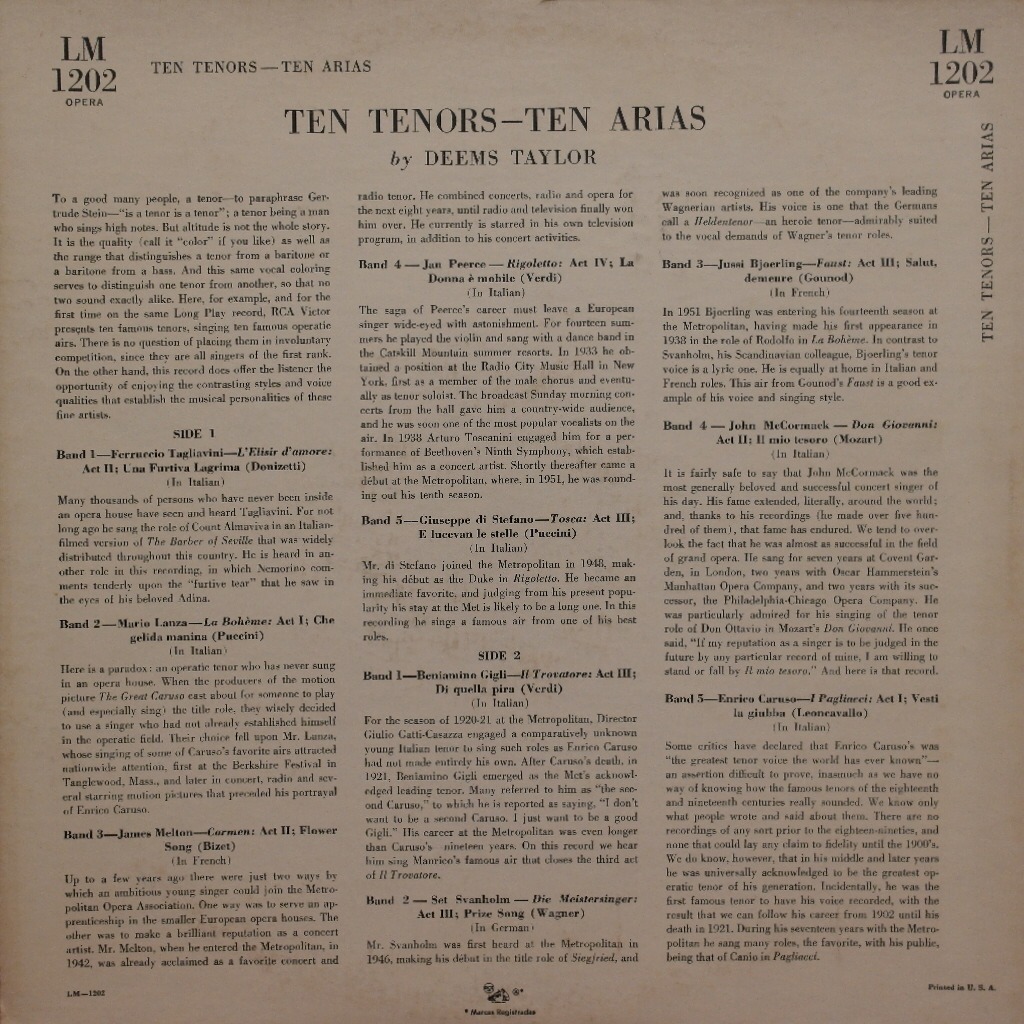 LM
1202
OPERA
TEN TENORS—TEN ARIAS
LM
1202
OPERA
TEN TENORS—TEN ARIAS
TEN TENORS—TEN ARIAS
by DEEMS TAYLOR
To a good many people, a tenor—to paraphrase Ger-
trude Stein—"is a tenor is a tenor"; a tenor being a man
who sings high notes. But altitude is not the whole story.
It is the quality (call it "color" if you like) as well as
the range that distinguishes a tenor from a baritone or
a baritone from a bass. And this same vocal coloring
serves to distinguish one tenor from another, so that no
two sound exactly alike. Here, for example, and for the
first time on the same Long Play record, RCA Victor
presents ten famous tenors, singing ten famous operatic
airs. There is no question of placing them in involuntary
competition, since they are all singers of the first rank.
On the other hand, this record does offer the listener the
opportunity of enjoying the contrasting styles and voice
qualities that establish the musical personalities of these
fine artists.
SIDE 1
Band 1—Ferruccio Tagliavini—L'Elisir d'amore:
Act II; Una Furtiva Lagrima (Donizetti)
(In Italian)
Many thousands of persons who have never been inside
an opera house have seen and heard Tagliavini. For not
long ago he sang the role of Count Almaviva in an Italian-
filmed version of The Barber of Seville that was widely
distributed throughout this country. He is heard in an-
other role in this recording, in which Nemorino com-
ments tenderly upon the "furtive tear" that he saw in
the eyes of his beloved Adina.
Band 2—Mario Lanza—La Bohème: Act I; Che
gelida manina (Puccini)
(In Italian)
Here is a paradox: an operatic tenor who has never sung
in an opera house. When the producers of the motion
picture The Great Caruso cast about for someone to play
(and especially sing) the title role, they wisely decided
to use a singer who had not already established himself
in the operatic field. Their choice fell upon Mr. Lanza,
whose singing of some of Caruso's favorite airs attracted
nationwide attention, first at the Berkshire Festival in
Tanglewood, Mass., and later in concert, radio and sev-
eral starring motion pictures that preceded his portrayal
of Enrico Caruso.
Band 3—James Melton—Carmen: Act II; Flower
Song (Bizet)
(In French)
Up to a few years ago there were just two ways by
which an ambitious young singer could join the Metro-
politan Opera Association. One way was to serve an ap-
prenticeship in the smaller European opera houses. The
other was to make a brilliant reputation as a concert
artist. Mr. Melton, when he entered the Metropolitan, in
1942, was already acclaimed as a favorite concert and
radio tenor. He combined concerts, radio and opera for
the next eight years, until radio and television finally won
him over. He currently is starred in his own television
program, in addition to his concert activities.
Band 4—Jan Peerce—Rigoletto: Act IV; La
Donna è mobile (Verdi)
(In Italian)
The saga of Peerce's career must leave a European
singer wide-eyed with astonishment. For fourteen sum-
mers he played the violin and sang with a dance band in
the Catskill Mountain summer resorts. In 1933 he ob-
tained a position at the Radio City Music Hall in New
York, first as a member of the male chorus and eventu-
ally as tenor soloist. The broadcast Sunday morning con-
certs from the hall gave him a country-wide audience,
and he was soon one of the most popular vocalists on the
air. In 1938 Arturo Toscanini engaged him for a per-
formance of Beethoven's Ninth Symphony, which estab-
lished him as a concert artist. Shortly thereafter came a
début at the Metropolitan, where, in 1951, he was round-
ing out his tenth season.
Band 5—Giuseppe di Stefano—Tosca: Act III;
E lucevan le stelle (Puccini)
(In Italian)
Mr. di Stefano joined the Metropolitan in 1948, mak-
ing his début as the Duke in Rigoletto. He became an
immediate favorite, and judging from his present popu-
larity his stay at the Met is likely to be a long one. In this
recording he sings a famous air from one of his best
roles.
SIDE 2
Band 1—Beniamino Gigli—Il Trovatore: Act III;
Di quella pira (Verdi)
(In Italian)
For the season of 1920-21 at the Metropolitan, Director
Giulio Gatti-Casazza engaged a comparatively unknown
young Italian tenor to sing such roles as Enrico Caruso
had not made entirely his own. After Caruso's death, in
1921, Beniamino Gigli emerged as the Met's acknowl-
edged leading tenor. Many referred to him as "the sec-
ond Caruso," to which he is reported as saying, "I don't
want to be a second Caruso. I just want to be a good
Gigli." His career at the Metropolitan was even longer
than Caruso's—nineteen years. On this record we hear
him sing Manrico's famous air that closes the third act
of Il Trovatore.
Band 2 — Set Svanholm — Die Meistersinger:
Act III; Prize Song (Wagner)
(In German)
Mr. Svanholm was first heard at the Metropolitan in
1946, making his début in the title role of Siegfried, and
was soon recognized as one of the company's leading
Wagnerian artists. His voice is one that the Germans
call a Heldentenor—an heroic tenor—admirably suited
to the vocal demands of Wagner's tenor roles.
Band 3—Jussi Bjoerling—Faust: Act III; Salut,
demeure (Gounod)
(In French)
In 1951 Bjoerling was entering his fourteenth season at
the Metropolitan, having made his first appearance in
1938 in the role of Rodolfo in La Bohème. In contrast to
Svanholm, his Scandinavian colleague, Bjoerling's tenor
voice is a lyric one. He is equally at home in Italian and
French roles. This air from Gounod's Faust is a good ex-
ample of his voice and singing style.
Band 4 — John McCormack — Don Giovanni:
Act II; Il mio tesoro (Mozart)
(In Italian)
It is fairly safe to say that John McCormack was the
most generally beloved and successful concert singer of
his day. His fame extended, literally, around the world;
and, thanks to his recordings (he made over five hun-
dred of them), that fame has endured. We tend to over-
look the fact that he was almost as successful in the field
of grand opera. He sang for seven years at Covent Gar-
den, in London, two years with Oscar Hammerstein's
Manhattan Opera Company, and two years with its suc-
cessor, the Philadelphia-Chicago Opera Company. He
was particularly admired for his singing of the tenor
role of Don Ottavio in Mozart's Don Giovanni. He once
said, "If my reputation as a singer is to be judged in the
future by any particular record of mine, I am willing to
stand or fall by Il mio tesoro." And here is that record.
Band 5—Enrico Caruso—I Pagliacci: Act I; Vesti
la giubba (Leoncavallo)
(In Italian)
Some critics have declared that Enrico Caruso's was
"the greatest tenor voice the world has ever known"—
an assertion difficult to prove, inasmuch as we have no
way of knowing how the famous tenors of the eighteenth
and nineteenth centuries really sounded. We know only
what people wrote and said about them. There are no
recordings of any sort prior to the eighteen-nineties, and
none that could lay any claim to fidelity until the 1900's.
We do know, however, that in his middle and later years
he was universally acknowledged to be the greatest op-
eratic tenor of his generation. Incidentally, he was the
first famous tenor to have his voice recorded, with the
result that we can follow his career from 1902 until his
death in 1921. During his seventeen years with the Metro-
politan he sang many roles, the favorite, with his public,
being that of Canio in Pagliacci.
LM—1202
®*
* Marcas Registradas
Printed in U. S. A.